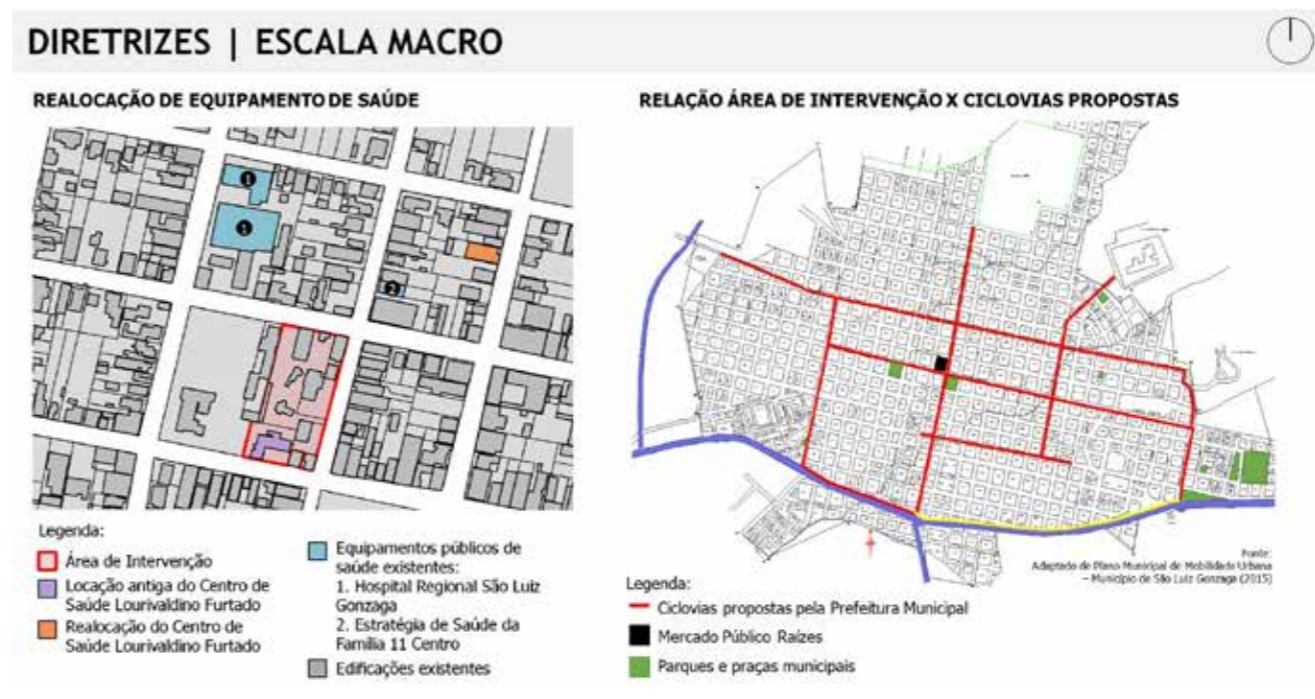 DIRETRIZES | ESCALA MACRO
REALOCAÇÃO DE EQUIPAMENTO DE SAÚDE
1
1
2
Legenda:
Área de Intervenção
Locação antiga do Centro de
Saúde Lourivaldino Furtado
Realocação do Centro de
Saúde Lourivaldino Furtado
Equipamentos públicos de
saúde existentes:
1. Hospital Regional São Luiz
Gonzaga
2. Estratégia de Saúde da
Família 11 Centro
Edificações existentes
RELAÇÃO ÁREA DE INTERVENÇÃO X CICLOVIAS PROPOSTAS
Fonte:
Adaptado de Plano Municipal de Mobilidade Urbana
– Município de São Luiz Gonzaga (2015)
Legenda:
Ciclovias propostas pela Prefeitura Municipal
Mercado Público Raízes
Parques e praças municipais